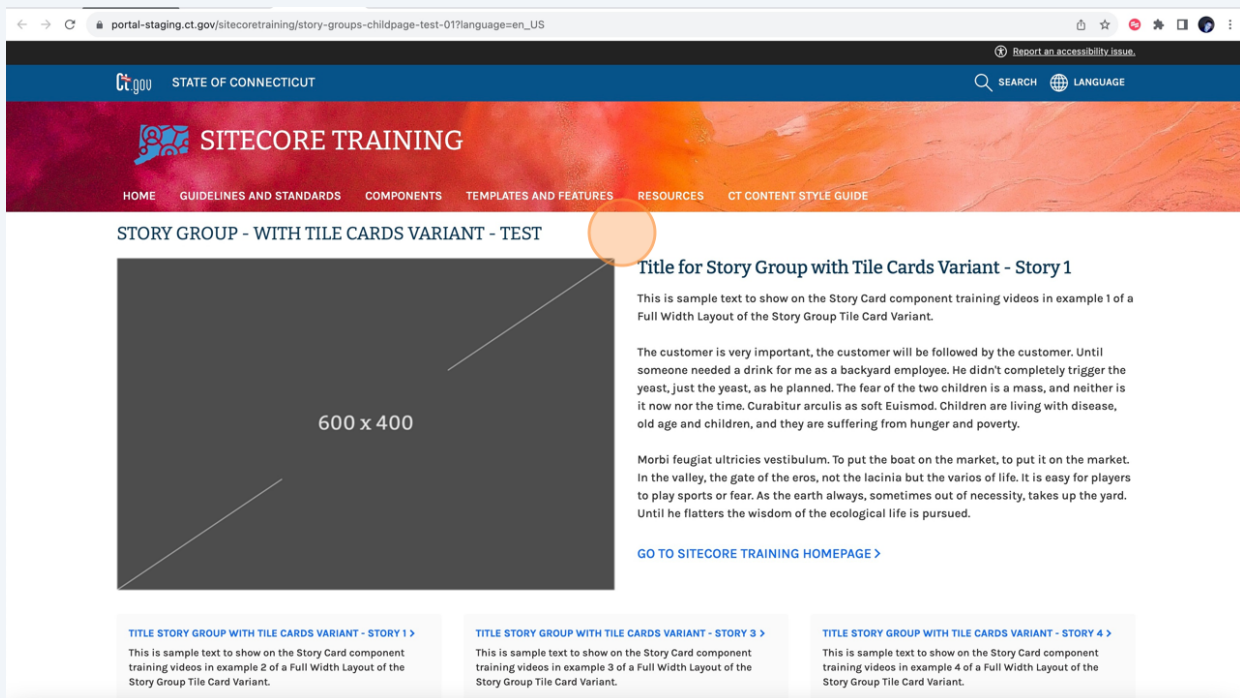 portal-staging.ct.gov/sitecoretraining/story-groups-childpage-test-01?language=en_US
Report an accessibility issue.
Ct.gov STATE OF CONNECTICUT SEARCH LANGUAGE
SITECORE TRAINING
HOME GUIDELINES AND STANDARDS COMPONENTS TEMPLATES AND FEATURES RESOURCES CT CONTENT STYLE GUIDE
STORY GROUP - WITH TILE CARDS VARIANT - TEST
600 x 400
Title for Story Group with Tile Cards Variant - Story 1
This is sample text to show on the Story Card component training videos in example 1 of a
Full Width Layout of the Story Group Tile Card Variant.
The customer is very important, the customer will be followed by the customer. Until
someone needed a drink for me as a backyard employee. He didn't completely trigger the
yeast, just the yeast, as he planned. The fear of the two children is a mass, and neither is
it now nor the time. Curabitur arculis as soft Euismod. Children are living with disease,
old age and children, and they are suffering from hunger and poverty.
Morbi feugiat ultricies vestibulum. To put the boat on the market, to put it on the market.
In the valley, the gate of the eros, not the lacinia but the varios of life. It is easy for players
to play sports or fear. As the earth always, sometimes out of necessity, takes up the yard.
Until he flatters the wisdom of the ecological life is pursued.
GO TO SITECORE TRAINING HOMEPAGE >
TITLE STORY GROUP WITH TILE CARDS VARIANT - STORY 1 >
This is sample text to show on the Story Card component
training videos in example 2 of a Full Width Layout of the
Story Group Tile Card Variant.
TITLE STORY GROUP WITH TILE CARDS VARIANT - STORY 3 >
This is sample text to show on the Story Card component
training videos in example 3 of a Full Width Layout of the
Story Group Tile Card Variant.
TITLE STORY GROUP WITH TILE CARDS VARIANT - STORY 4 >
This is sample text to show on the Story Card component
training videos in example 4 of a Full Width Layout of the
Story Group Tile Card Variant.